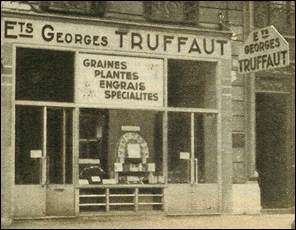 ETS GEORGES TRUFFAUT
GRAINES
PLANTES
ENGRAIS
SPÉCIALITÉS
ETS
GEORGES
TRUFFAUT